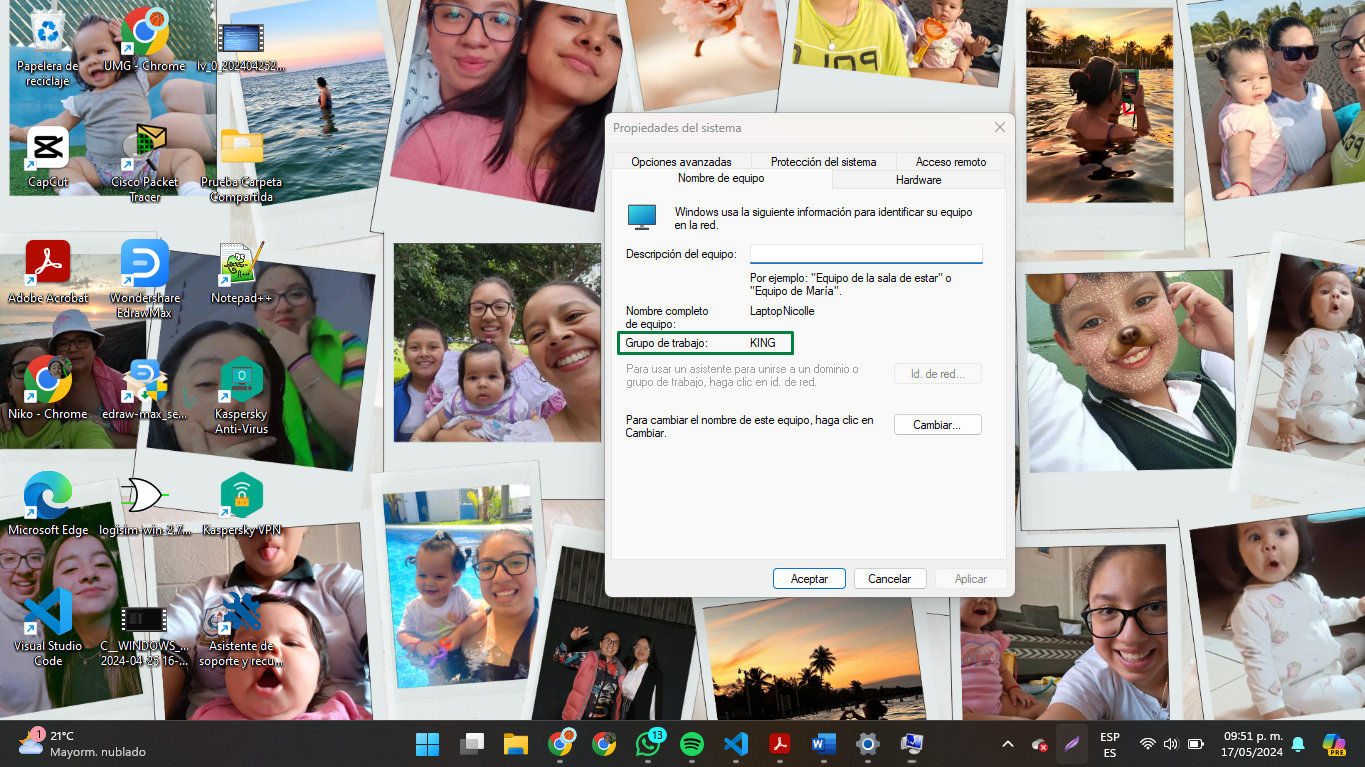 Papelera de
reciclaje
UMG - Chrome
lv_0_202404252...
CapCut
Cisco Packet
Tracer
Prueba Carpeta
Compartida
Adobe Acrobat
Wondershare
EdrawMax
Notepad++
Niko - Chrome
edraw-max_se...
Kaspersky
Anti-Virus
Microsoft Edge
logisim-win-2.7...
Kaspersky VPN
Visual Studio
Code
C__WINDOWS_...
2024-04-25 16-...
Asistente de
soporte y recu...
Propiedades del sistema
Opciones avanzadas
Protección del sistema
Acceso remoto
Nombre de equipo
Hardware
Windows usa la siguiente información para identificar su equipo
en la red.
Descripción del equipo:
Por ejemplo: "Equipo de la sala de estar" o
"Equipo de María".
Nombre completo
de equipo:
LaptopNicolle
Grupo de trabajo:
KING
Para usar un asistente para unirse a un dominio o
grupo de trabajo, haga clic en id. de red.
Id. de red...
Para cambiar el nombre de este equipo, haga clic en
Cambiar.
Cambiar...
Aceptar
Cancelar
Aplicar
1
21°C
Mayorm. nublado
13
ESP
ES
09:51 p. m.
17/05/2024
PRE